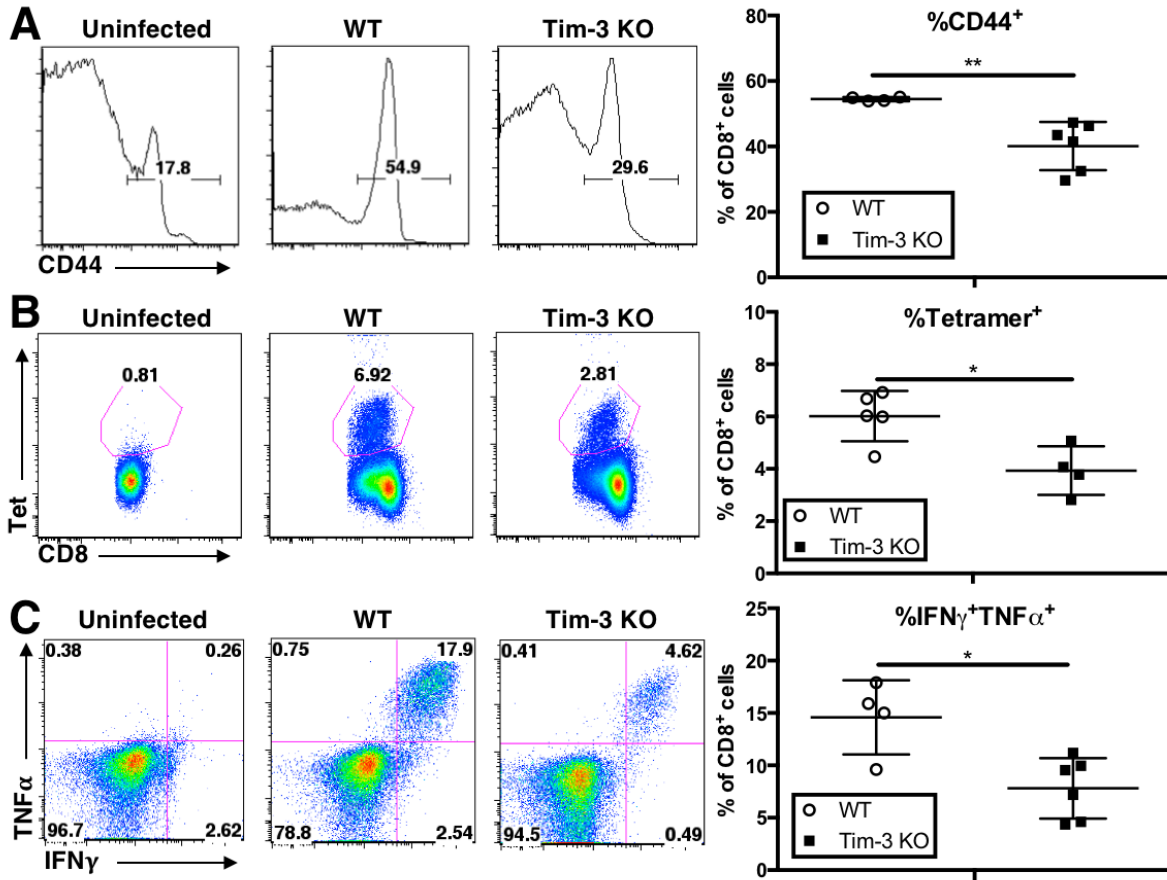 A
Uninfected
WT
Tim-3 KO
17.8
54.9
29.6
CD44
%CD44⁺
**
80
60
40
20
0
% of CD8⁺ cells
WT
Tim-3 KO
B
Uninfected
WT
Tim-3 KO
0.81
6.92
2.81
Tet
CD8
%Tetramer⁺
*
10
8
6
4
2
0
% of CD8⁺ cells
WT
Tim-3 KO
C
Uninfected
WT
Tim-3 KO
0.38 0.26
0.75 17.9
0.41 4.62
96.7 2.62
78.8 2.54
94.5 0.49
TNFα
IFNγ
%IFNγ⁺TNFα⁺
*
25
20
15
10
5
0
% of CD8⁺ cells
WT
Tim-3 KO